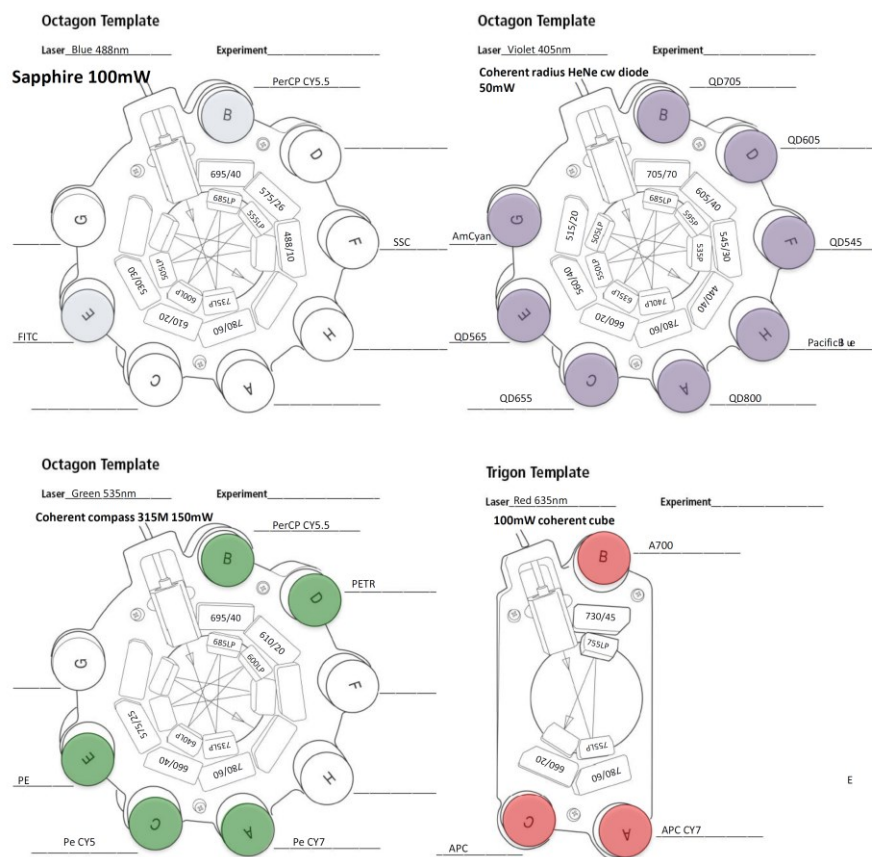 Octagon Template
Laser Blue 488nm Experiment
Sapphire 100mW
PerCP CY5.5
B
D
695/40
575/26
685LP
555LP
G
488/10
F
SSC
505LP
530/30
600LP
735LP
E
FITC
610/20
780/60
H
C
A
Octagon Template
Laser Violet 405nm Experiment
Coherent radius HeNe cw diode
50mW
QD705
B
D
QD605
705/70
605/40
685LP
595P
AmCyan
G
515/20
505LP
535P
545/30
F
QD545
550LP
560/40
635LP
740LP
440/40
E
QD565
660/20
780/60
H
PacificBlue
C
A
QD655
QD800
Octagon Template
Laser Green 535nm Experiment
Coherent compass 315M 150mW
PerCP CY5.5
B
D
PETR
695/40
610/20
685LP
600LP
G
F
575/25
640LP
735LP
E
PE
660/40
780/60
H
C
A
Pe CY5
Pe CY7
Trigon Template
Laser Red 635nm Experiment
100mW coherent cube
B
A700
730/45
755LP
755LP
660/20
780/60
E
C
A
APC
APC CY7